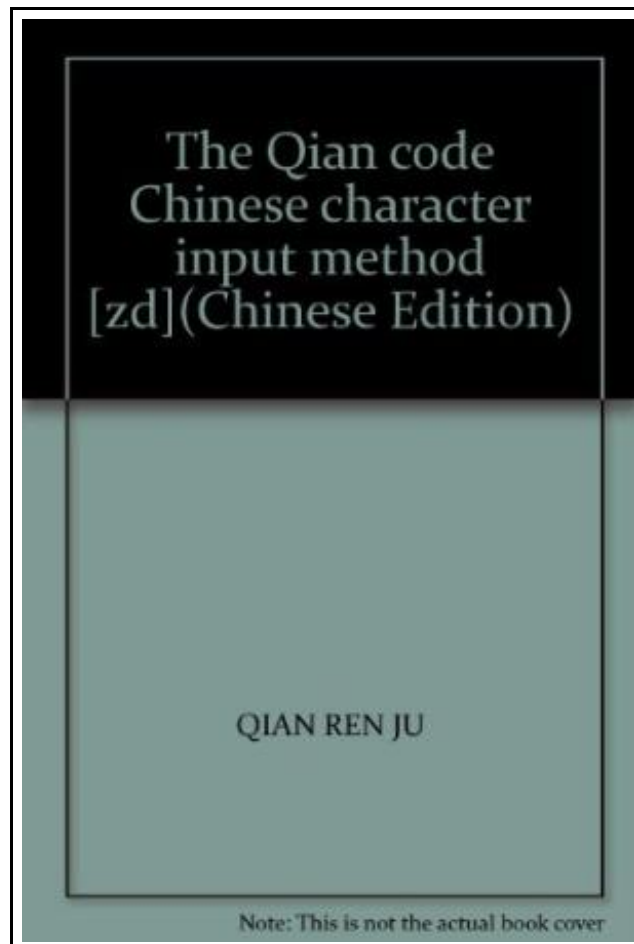 The Qian code
Chinese character
input method
[zd](Chinese Edition)
QIAN REN JU
Note: This is not the actual book cover